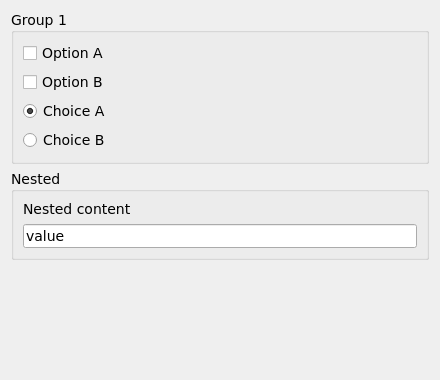 Group 1
Option A
Option B
Choice A
Choice B
Nested
Nested content
value